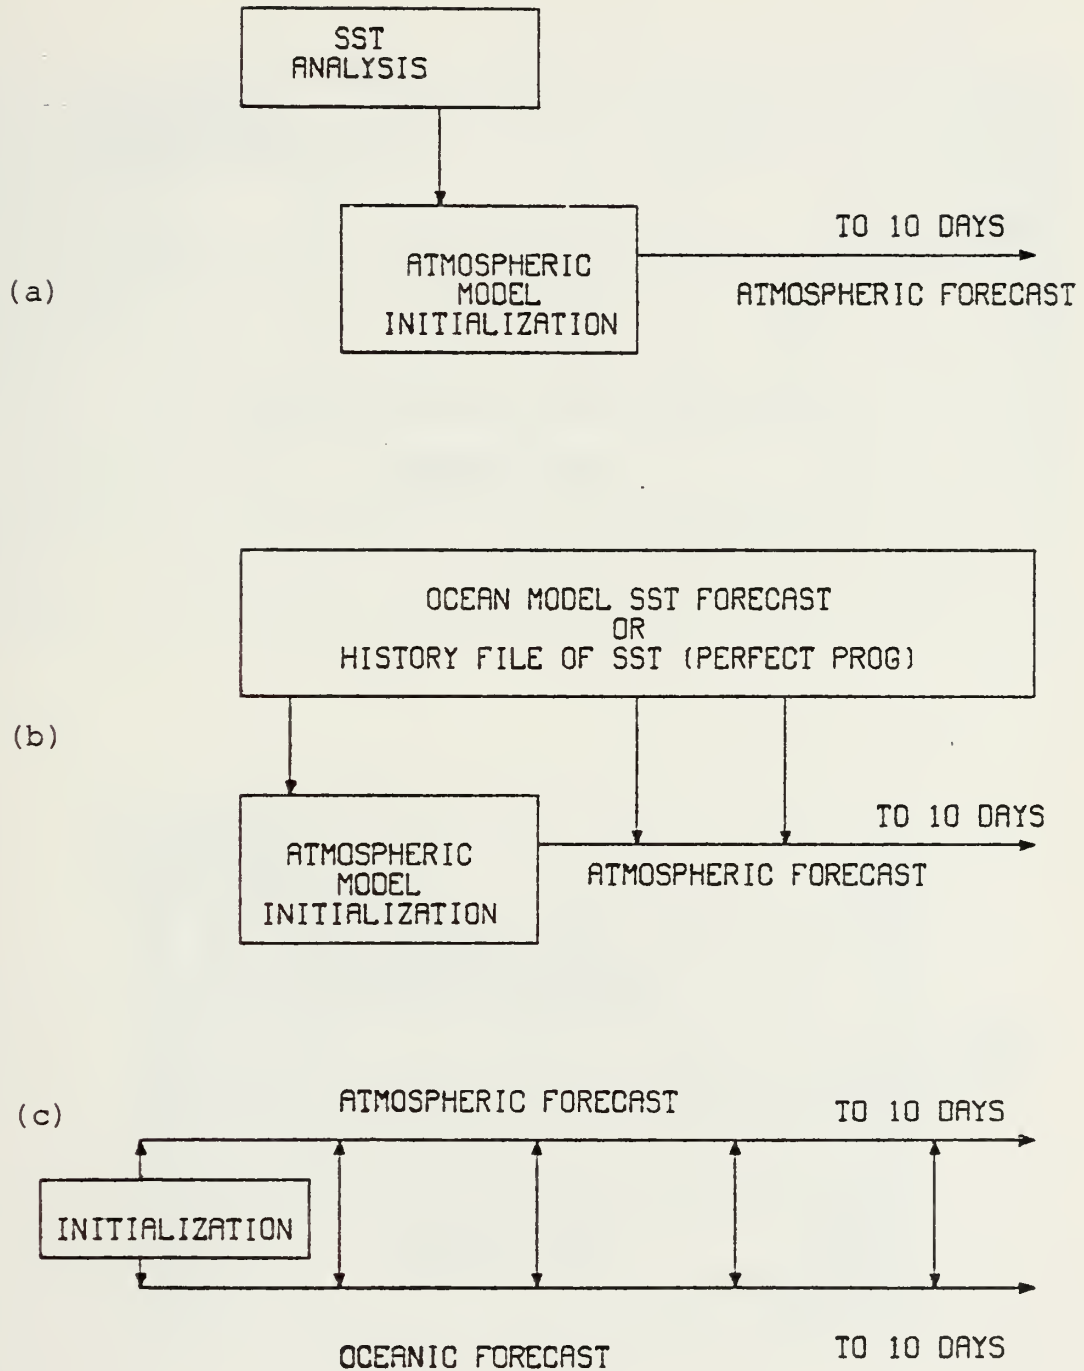 SST
ANALYSIS
TO 10 DAYS
(a)
ATMOSPHERIC
MODEL
INITIALIZATION
ATMOSPHERIC FORECAST
OCEAN MODEL SST FORECAST
OR
HISTORY FILE OF SST (PERFECT PROG)
(b)
TO 10 DAYS
ATMOSPHERIC
MODEL
INITIALIZATION
ATMOSPHERIC FORECAST
(c)
ATMOSPHERIC FORECAST
TO 10 DAYS
INITIALIZATION
OCEANIC FORECAST
TO 10 DAYS